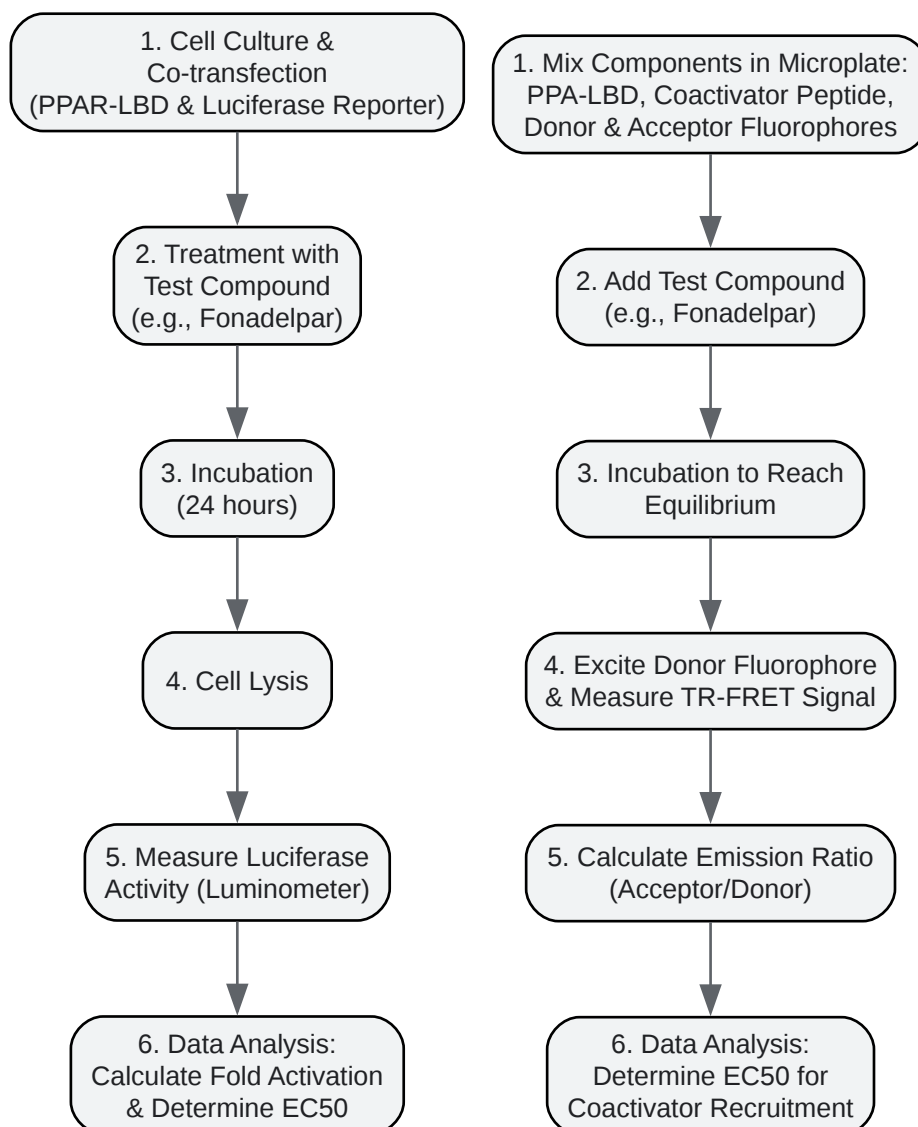 1. Cell Culture &
Co-transfection
(PPAR-LBD & Luciferase Reporter)
2. Treatment with
Test Compound
(e.g., Fonadelpar)
3. Incubation
(24 hours)
4. Cell Lysis
5. Measure Luciferase
Activity (Luminometer)
6. Data Analysis:
Calculate Fold Activation
& Determine EC50
1. Mix Components in Microplate:
PPA-LBD, Coactivator Peptide,
Donor & Acceptor Fluorophores
2. Add Test Compound
(e.g., Fonadelpar)
3. Incubation to Reach
Equilibrium
4. Excite Donor Fluorophore
& Measure TR-FRET Signal
5. Calculate Emission Ratio
(Acceptor/Donor)
6. Data Analysis:
Determine EC50 for
Coactivator Recruitment